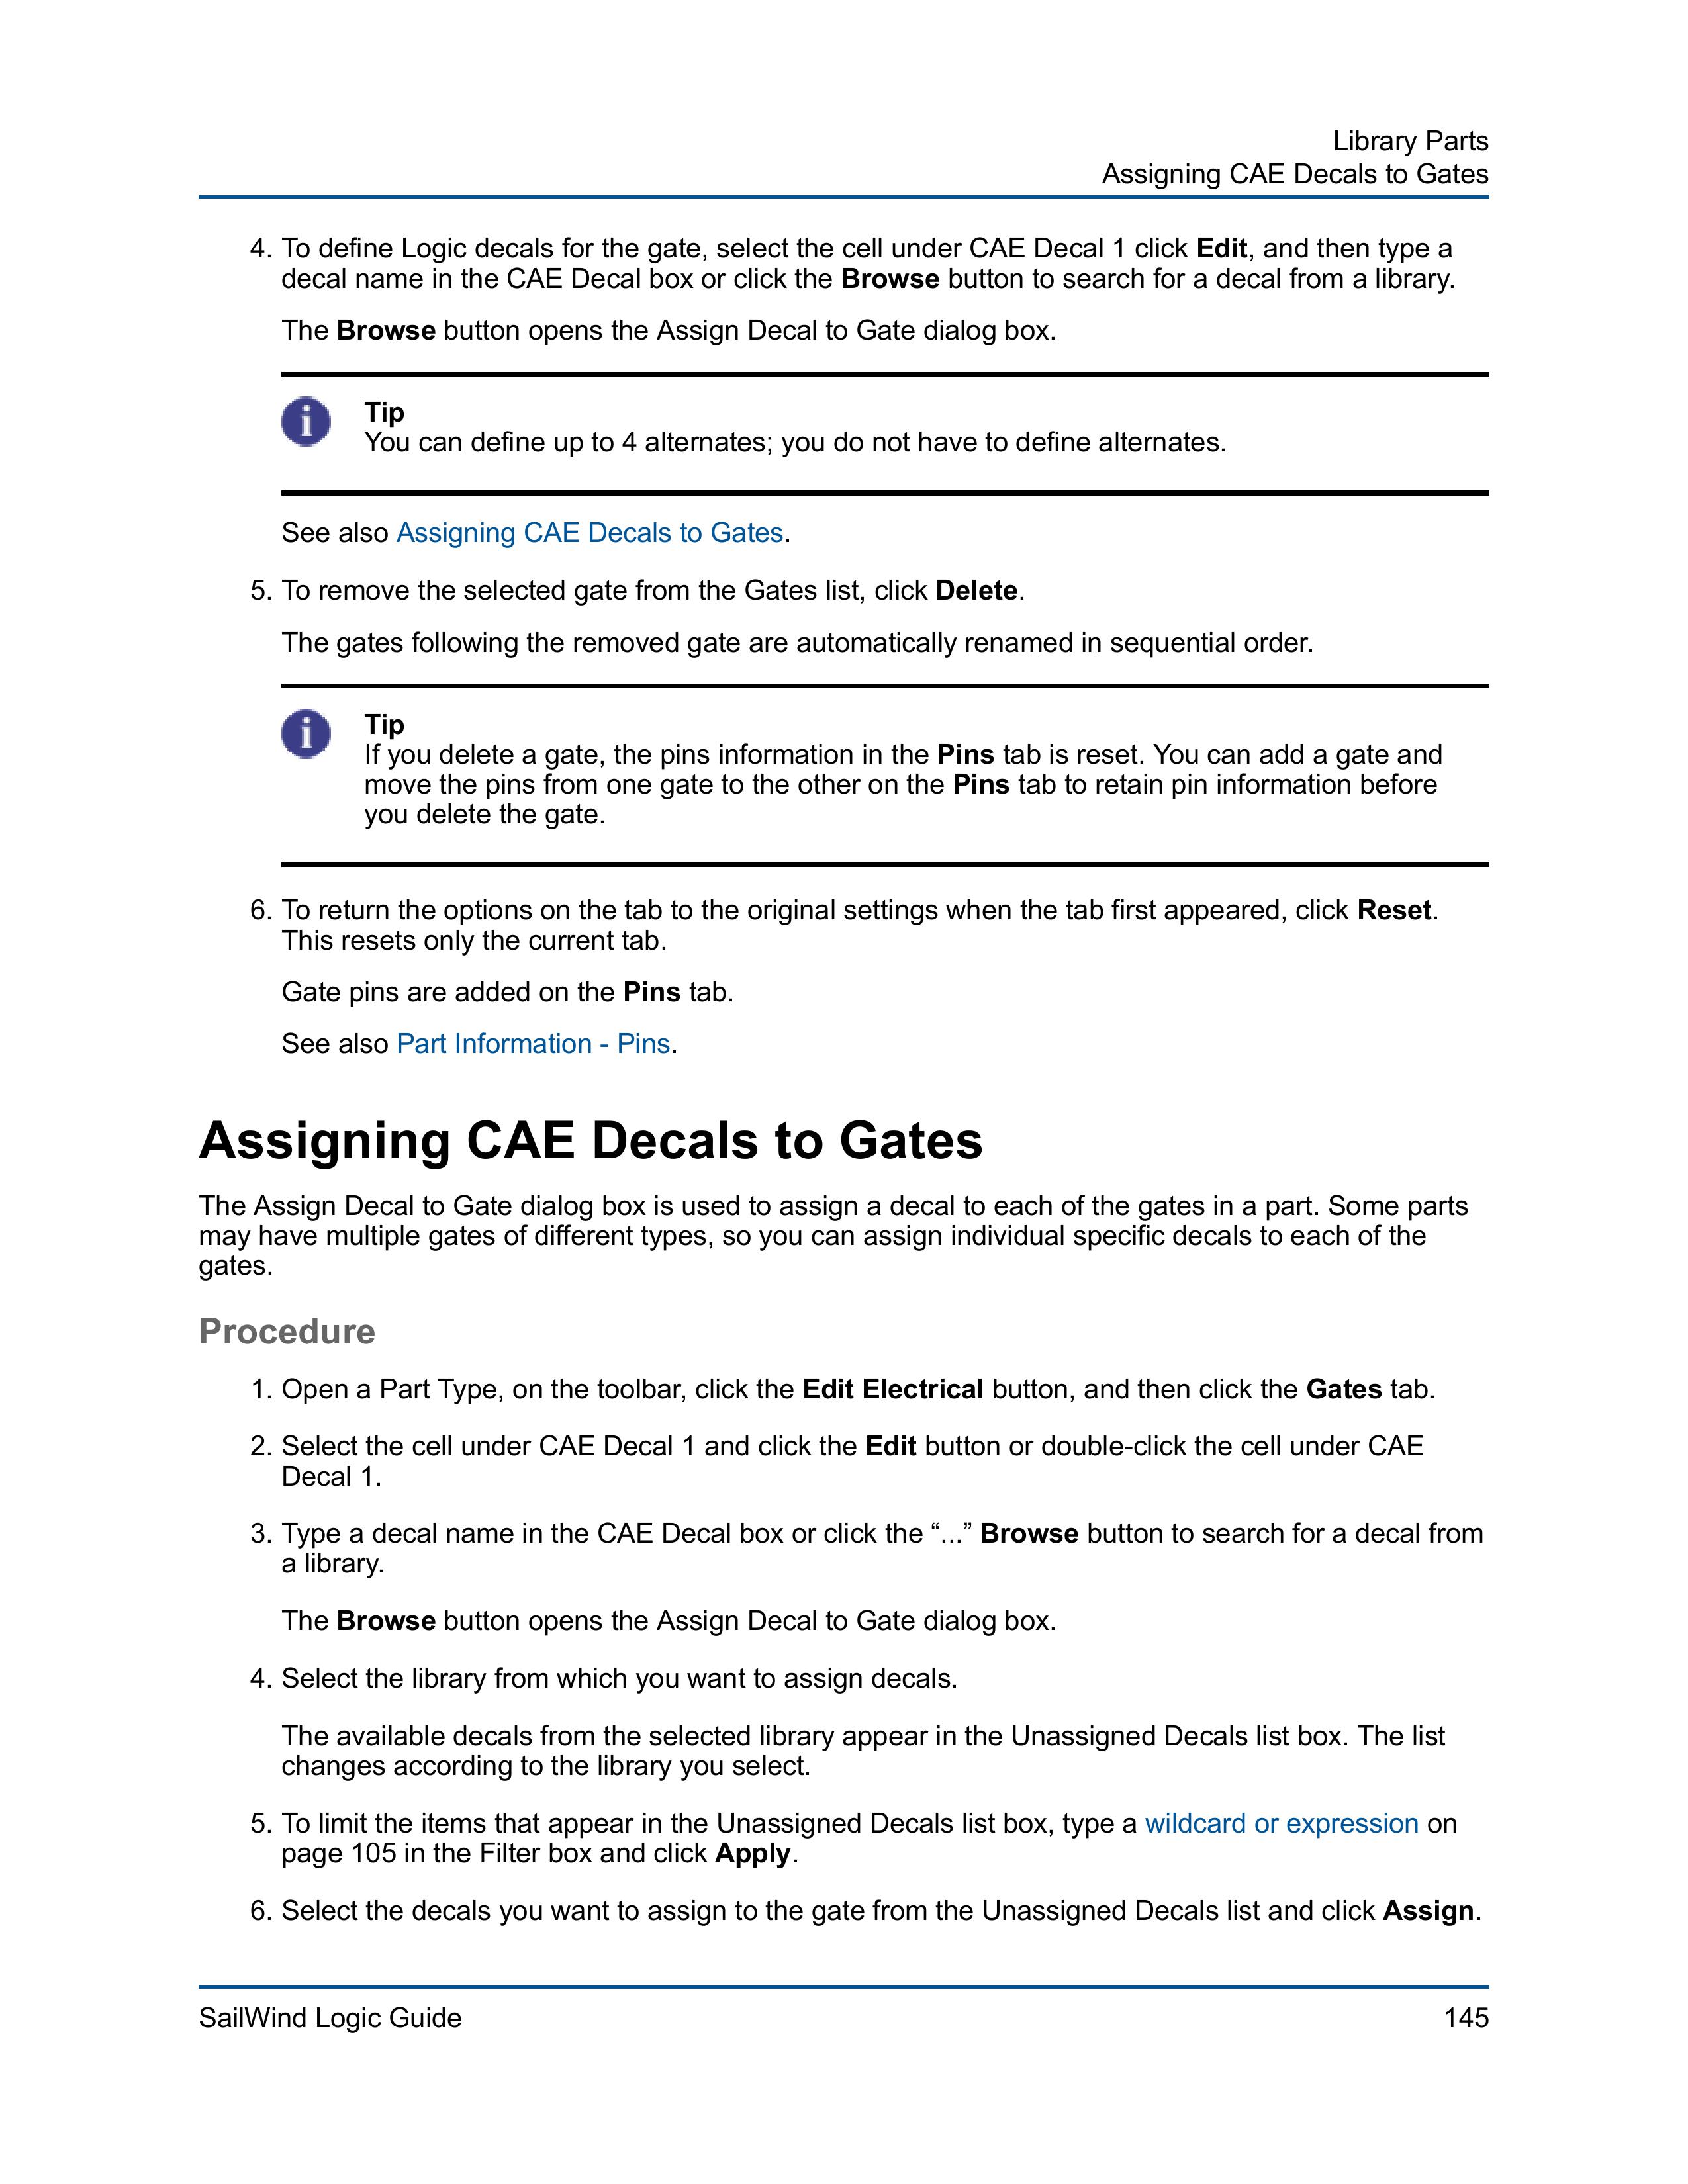 Library Parts
Assigning CAE Decals to Gates
4. To define Logic decals for the gate, select the cell under CAE Decal 1 click Edit, and then type a
decal name in the CAE Decal box or click the Browse button to search for a decal from a library.
The Browse button opens the Assign Decal to Gate dialog box.
Tip
You can define up to 4 alternates; you do not have to define alternates.
See also Assigning CAE Decals to Gates.
5. To remove the selected gate from the Gates list, click Delete.
The gates following the removed gate are automatically renamed in sequential order.
Tip
If you delete a gate, the pins information in the Pins tab is reset. You can add a gate and
move the pins from one gate to the other on the Pins tab to retain pin information before
you delete the gate.
6. To return the options on the tab to the original settings when the tab first appeared, click Reset.
This resets only the current tab.
Gate pins are added on the Pins tab.
See also Part Information - Pins.
Assigning CAE Decals to Gates
The Assign Decal to Gate dialog box is used to assign a decal to each of the gates in a part. Some parts
may have multiple gates of different types, so you can assign individual specific decals to each of the
gates.
Procedure
1. Open a Part Type, on the toolbar, click the Edit Electrical button, and then click the Gates tab.
2. Select the cell under CAE Decal 1 and click the Edit button or double-click the cell under CAE
Decal 1.
3. Type a decal name in the CAE Decal box or click the “...” Browse button to search for a decal from
a library.
The Browse button opens the Assign Decal to Gate dialog box.
4. Select the library from which you want to assign decals.
The available decals from the selected library appear in the Unassigned Decals list box. The list
changes according to the library you select.
5. To limit the items that appear in the Unassigned Decals list box, type a wildcard or expression on
page 105 in the Filter box and click Apply.
6. Select the decals you want to assign to the gate from the Unassigned Decals list and click Assign.
SailWind Logic Guide
145